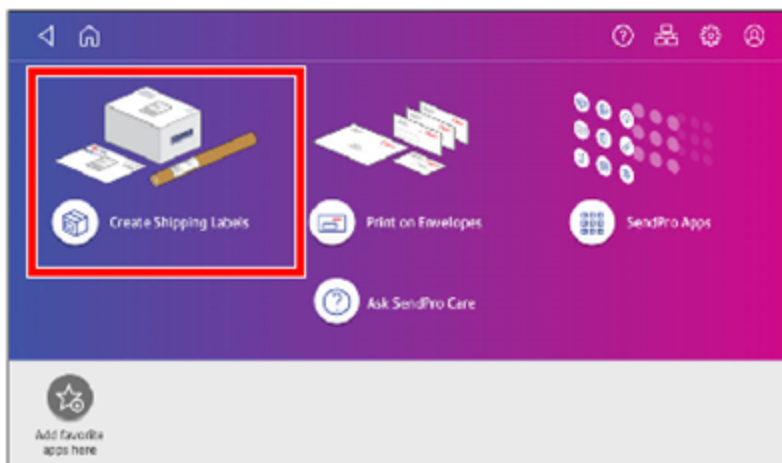 Create Shipping Labels
Print on Envelopes
SendPro Apps
Ask SendPro Care
Add favorite
apps here